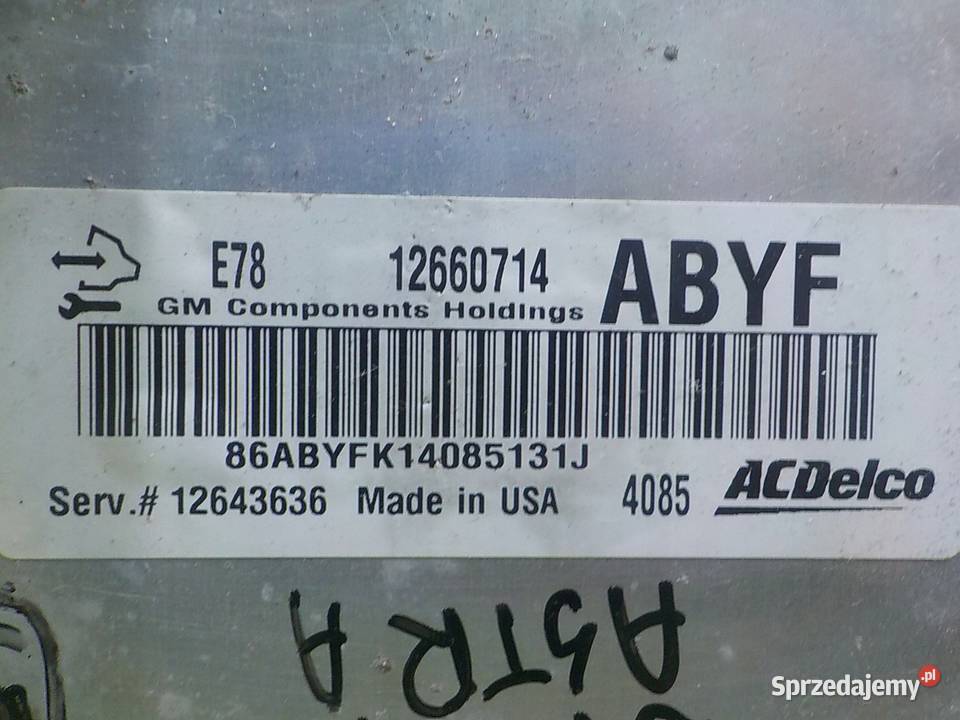 E78 12660714 ABYF
GM Components Holdings
86ABYFK14085131J
Serv.# 12643636 Made in USA 4085 ACDelco
ASTRA
Sprzedajemy.pl